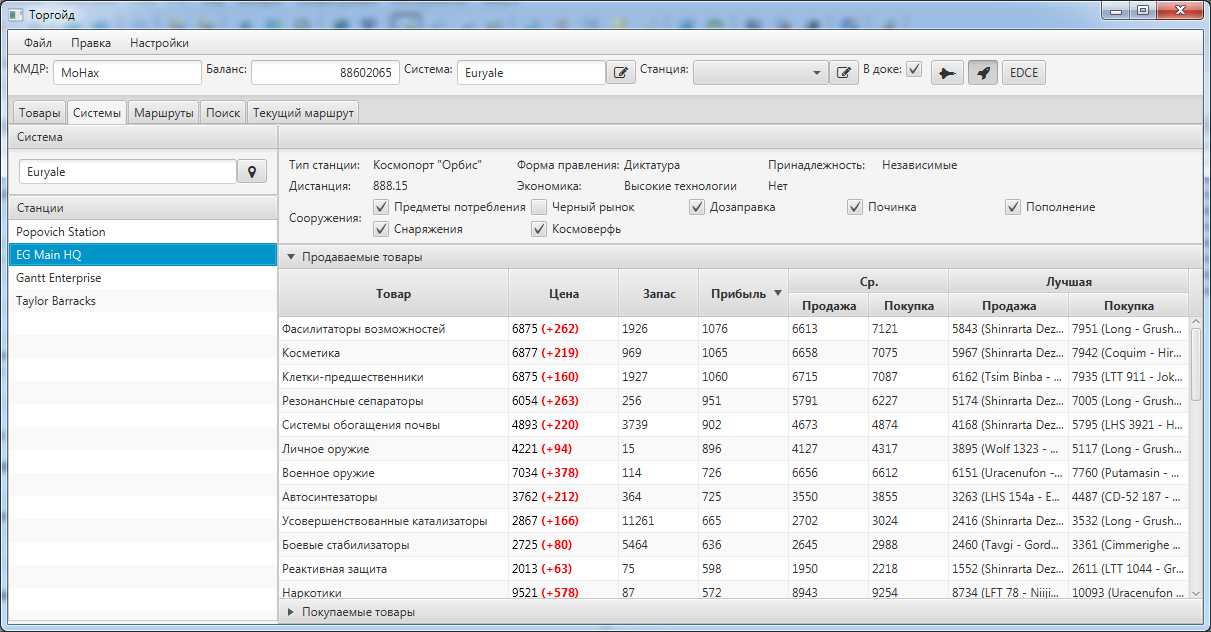 Торгойд
Файл Правка Настройки
КМДР: MoHax Баланс: 88602065 Система: Euryale Станция: В доке: EDCE
Товары Системы Маршруты Поиск Текущий маршрут
Система
Euryale
Станции
Popovich Station
EG Main HQ
Gantt Enterprise
Taylor Barracks
Тип станции: Космопорт "Орбис" Форма правления: Диктатура Принадлежность: Независимые
Дистанция: 888.15 Экономика: Высокие технологии Нет
Сооружения: Предметы потребления Черный рынок Дозаправка Починка Пополнение
Снаряжения Космоверфь
Продаваемые товары
Товар Цена Запас Прибыль Ср. Лучшая
Продажа Покупка Продажа Покупка
Фасилитаторы возможностей 6875 (+262) 1926 1076 6613 7121 5843 (Shinrarta Dez... 7951 (Long - Grush...
Косметика 6877 (+219) 969 1065 6658 7075 5967 (Shinrarta Dez... 7942 (Coquim - Hir...
Клетки-предшественники 6875 (+160) 1927 1060 6715 7087 6162 (Tsim Binba - ... 7935 (LTT 911 - Jok...
Резонансные сепараторы 6054 (+263) 256 951 5791 6227 5174 (Shinrarta Dez... 7005 (Long - Grush...
Системы обогащения почвы 4893 (+220) 3739 902 4673 4874 4168 (Shinrarta Dez... 5795 (LHS 3921 - H...
Личное оружие 4221 (+94) 15 896 4127 4317 3895 (Wolf 1323 - ... 5117 (Long - Grush...
Военное оружие 7034 (+378) 114 726 6656 6612 6151 (Uracenufon -... 7760 (Putamasin - ...
Автосинтезаторы 3762 (+212) 364 725 3550 3855 3263 (LHS 154a - E... 4487 (CD-52 187 - ...
Усовершенствованные катализаторы 2867 (+166) 11261 665 2702 3024 2416 (Shinrarta Dez... 3532 (Long - Grush...
Боевые стабилизаторы 2725 (+80) 5464 636 2645 2988 2460 (Tavgi - Gord... 3361 (Cimmerighe ...
Реактивная защита 2013 (+63) 75 598 1950 2218 1552 (Shinrarta Dez... 2611 (LTT 1044 - Gr...
Наркотики 9521 (+578) 87 572 8943 9254 8734 (LFT 78 - Niiji... 10093 (Uracenufon ...
Покупаемые товары